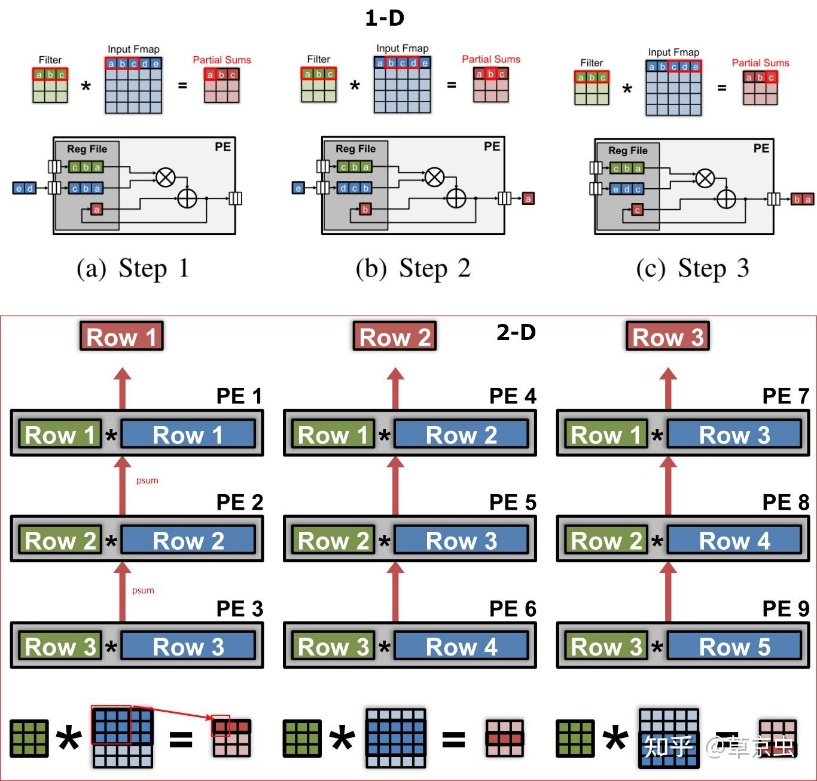 1-D
Filter
Input Fmap
Partial Sums
a b c
a b c d e
a b c
*
=
Filter
Input Fmap
Partial Sums
a b c
a b c d e
a b c
*
=
Filter
Input Fmap
Partial Sums
a b c
a b c d e
a b c
*
=
Reg File
PE
c b a
e d
c b a
a
Reg File
PE
c b a
e
d c b
b
a
Reg File
PE
c b a
e d c
c
b a
(a) Step 1
(b) Step 2
(c) Step 3
2-D
Row 1
Row 2
Row 3
PE 1
PE 4
PE 7
Row 1 * Row 1
Row 1 * Row 2
Row 1 * Row 3
psum
PE 2
PE 5
PE 8
Row 2 * Row 2
Row 2 * Row 3
Row 2 * Row 4
psum
PE 3
PE 6
PE 9
Row 3 * Row 3
Row 3 * Row 4
Row 3 * Row 5
* =
* =
* =
知乎 @草京虫